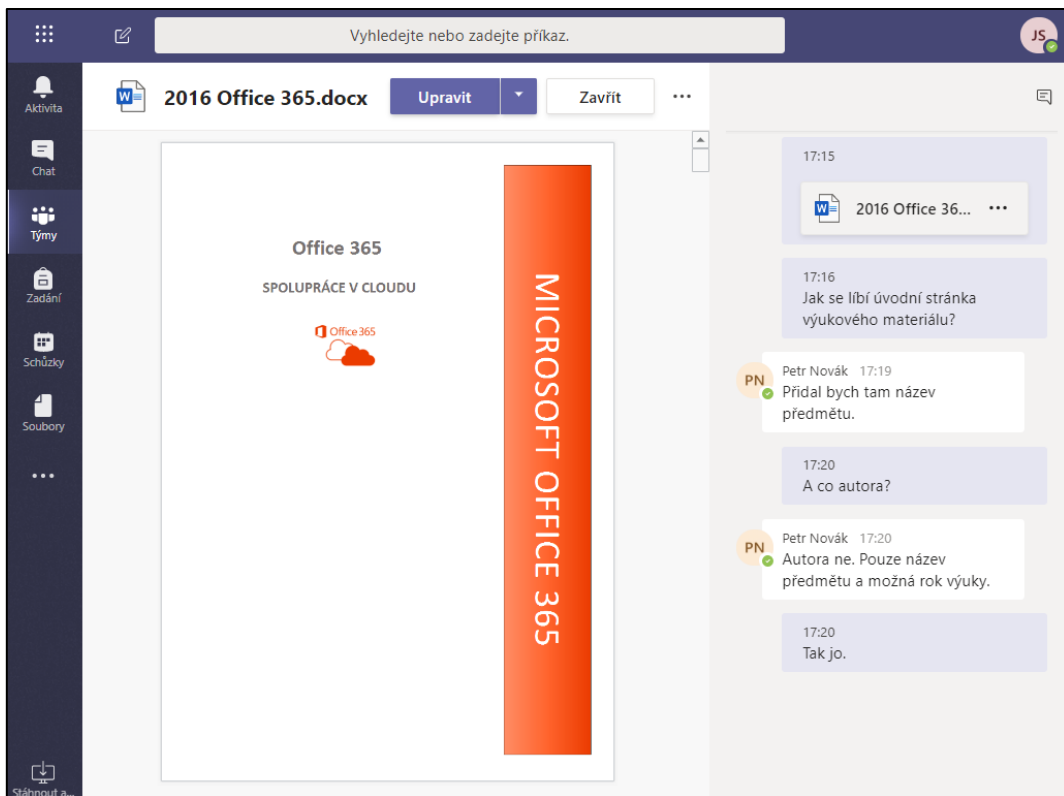 Vyhledejte nebo zadejte příkaz.
JS
Aktivita
Chat
Týmy
Zadání
Schůzky
Soubory
Stáhnout a...
2016 Office 365.docx
Upravit
Zavřít
Office 365
SPOLUPRÁCE V CLOUDU
Office 365
MICROSOFT OFFICE 365
17:15
2016 Office 36...
17:16
Jak se líbí úvodní stránka
výukového materiálu?
PN
Petr Novák 17:19
Přidal bych tam název
předmětu.
17:20
A co autora?
PN
Petr Novák 17:20
Autora ne. Pouze název
předmětu a možná rok výuky.
17:20
Tak jo.